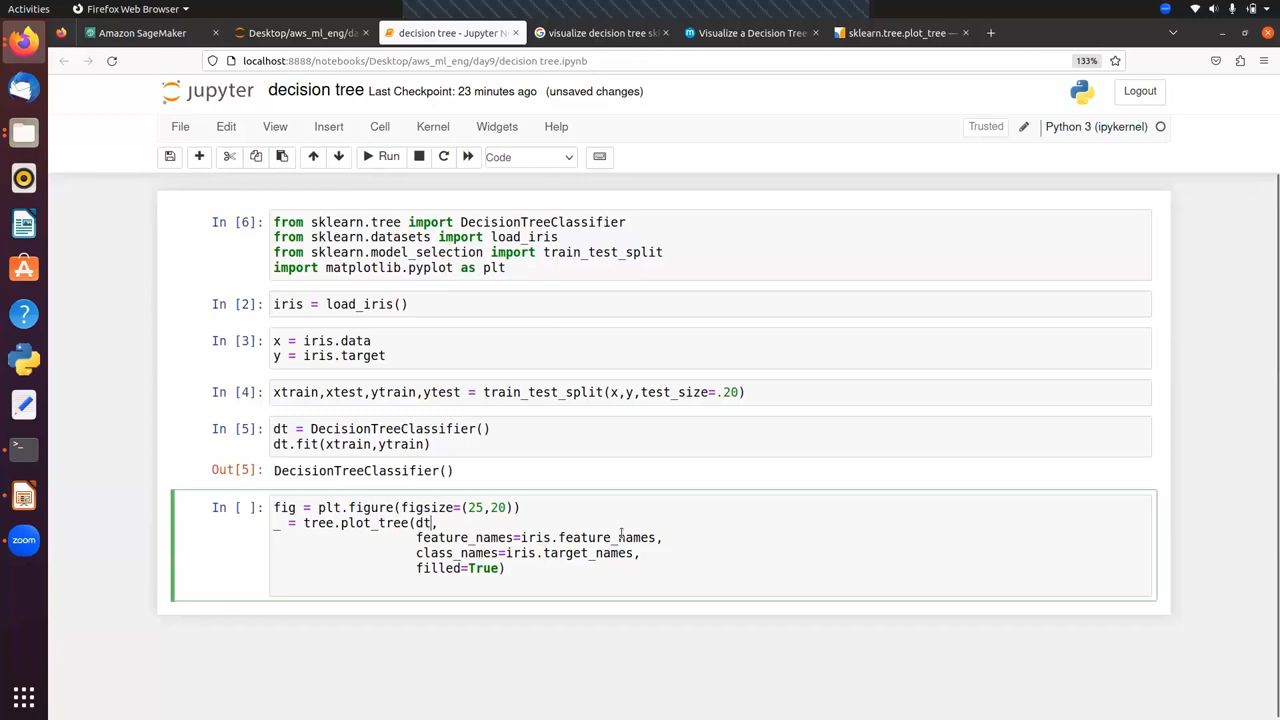 Activities
Firefox Web Browser
Amazon SageMaker
Desktop/aws_ml_eng/da
decision tree - Jupyter N
visualize decision tree skl
Visualize a Decision Tree
sklearn.tree.plot_tree —
localhost:8888/notebooks/Desktop/aws_ml_eng/day9/decision tree.ipynb
133%
jupyter
decision tree Last Checkpoint: 23 minutes ago (unsaved changes)
Logout
File Edit View Insert Cell Kernel Widgets Help
Trusted
Python 3 (ipykernel)
Run
Code
In [6]: from sklearn.tree import DecisionTreeClassifier
from sklearn.datasets import load_iris
from sklearn.model_selection import train_test_split
import matplotlib.pyplot as plt
In [2]: iris = load_iris()
In [3]: x = iris.data
y = iris.target
In [4]: xtrain,xtest,ytrain,ytest = train_test_split(x,y,test_size=.20)
In [5]: dt = DecisionTreeClassifier()
dt.fit(xtrain,ytrain)
Out[5]: DecisionTreeClassifier()
In [ ]: fig = plt.figure(figsize=(25,20))
_ = tree.plot_tree(dt,
feature_names=iris.feature_names,
class_names=iris.target_names,
filled=True)
zoom